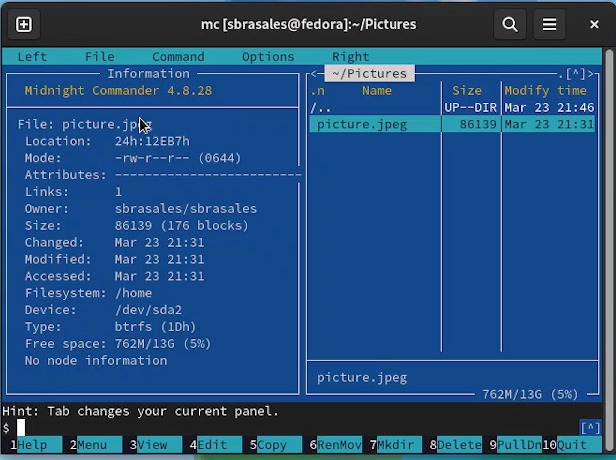 mc [sbrasales@fedora]:~/Pictures
Left File Command Options Right
Information
Midnight Commander 4.8.28
File: picture.jpeg
Location: 24h:12EB7h
Mode: -rw-r--r-- (0644)
Attributes: -------------------------
Links: 1
Owner: sbrasales/sbrasales
Size: 86139 (176 blocks)
Changed: Mar 23 21:31
Modified: Mar 23 21:31
Accessed: Mar 23 21:31
Filesystem: /home
Device: /dev/sda2
Type: btrfs (1Dh)
Free space: 762M/13G (5%)
No node information
<─ ~/Pictures .[^]>
.n Name Size Modify time
/.. UP--DIR Mar 23 21:46
picture.jpeg 86139 Mar 23 21:31
picture.jpeg
762M/13G (5%)
Hint: Tab changes your current panel.
$ [^]
1Help 2Menu 3View 4Edit 5Copy 6RenMov 7Mkdir 8Delete 9PullDn 10Quit